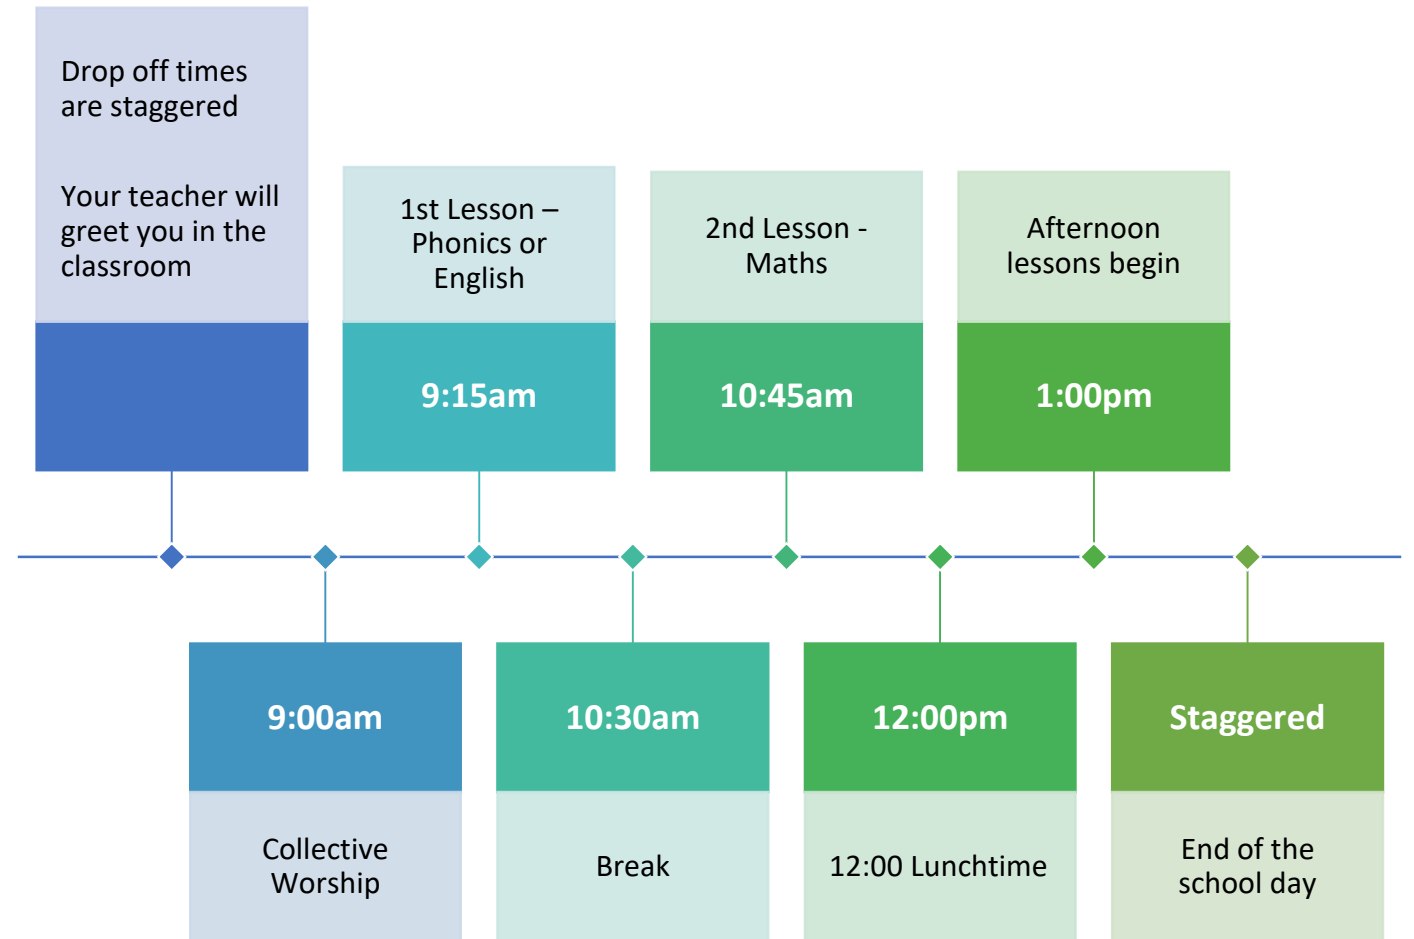 Drop off times
are staggered
Your teacher will
greet you in the
classroom
9:00am
Collective
Worship
1st Lesson –
Phonics or
English
9:15am
10:30am
Break
2nd Lesson -
Maths
10:45am
12:00pm
12:00 Lunchtime
Afternoon
lessons begin
1:00pm
Staggered
End of the
school day